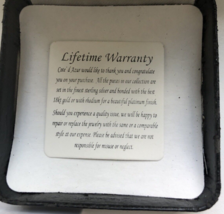 Lifetime Warranty
Coeur d'Azur would like to thank you and congratulate
you on your purchase. All the pieces in our collection are
set in the finest sterling silver and bonded with the best
18kt gold or with rhodium for a beautiful platinum finish.
Should you experience a quality issue, we will be happy to
repair or replace the jewelry with the same or a comparable
style at our expense. Please be advised that we are not
responsible for misuse or neglect.